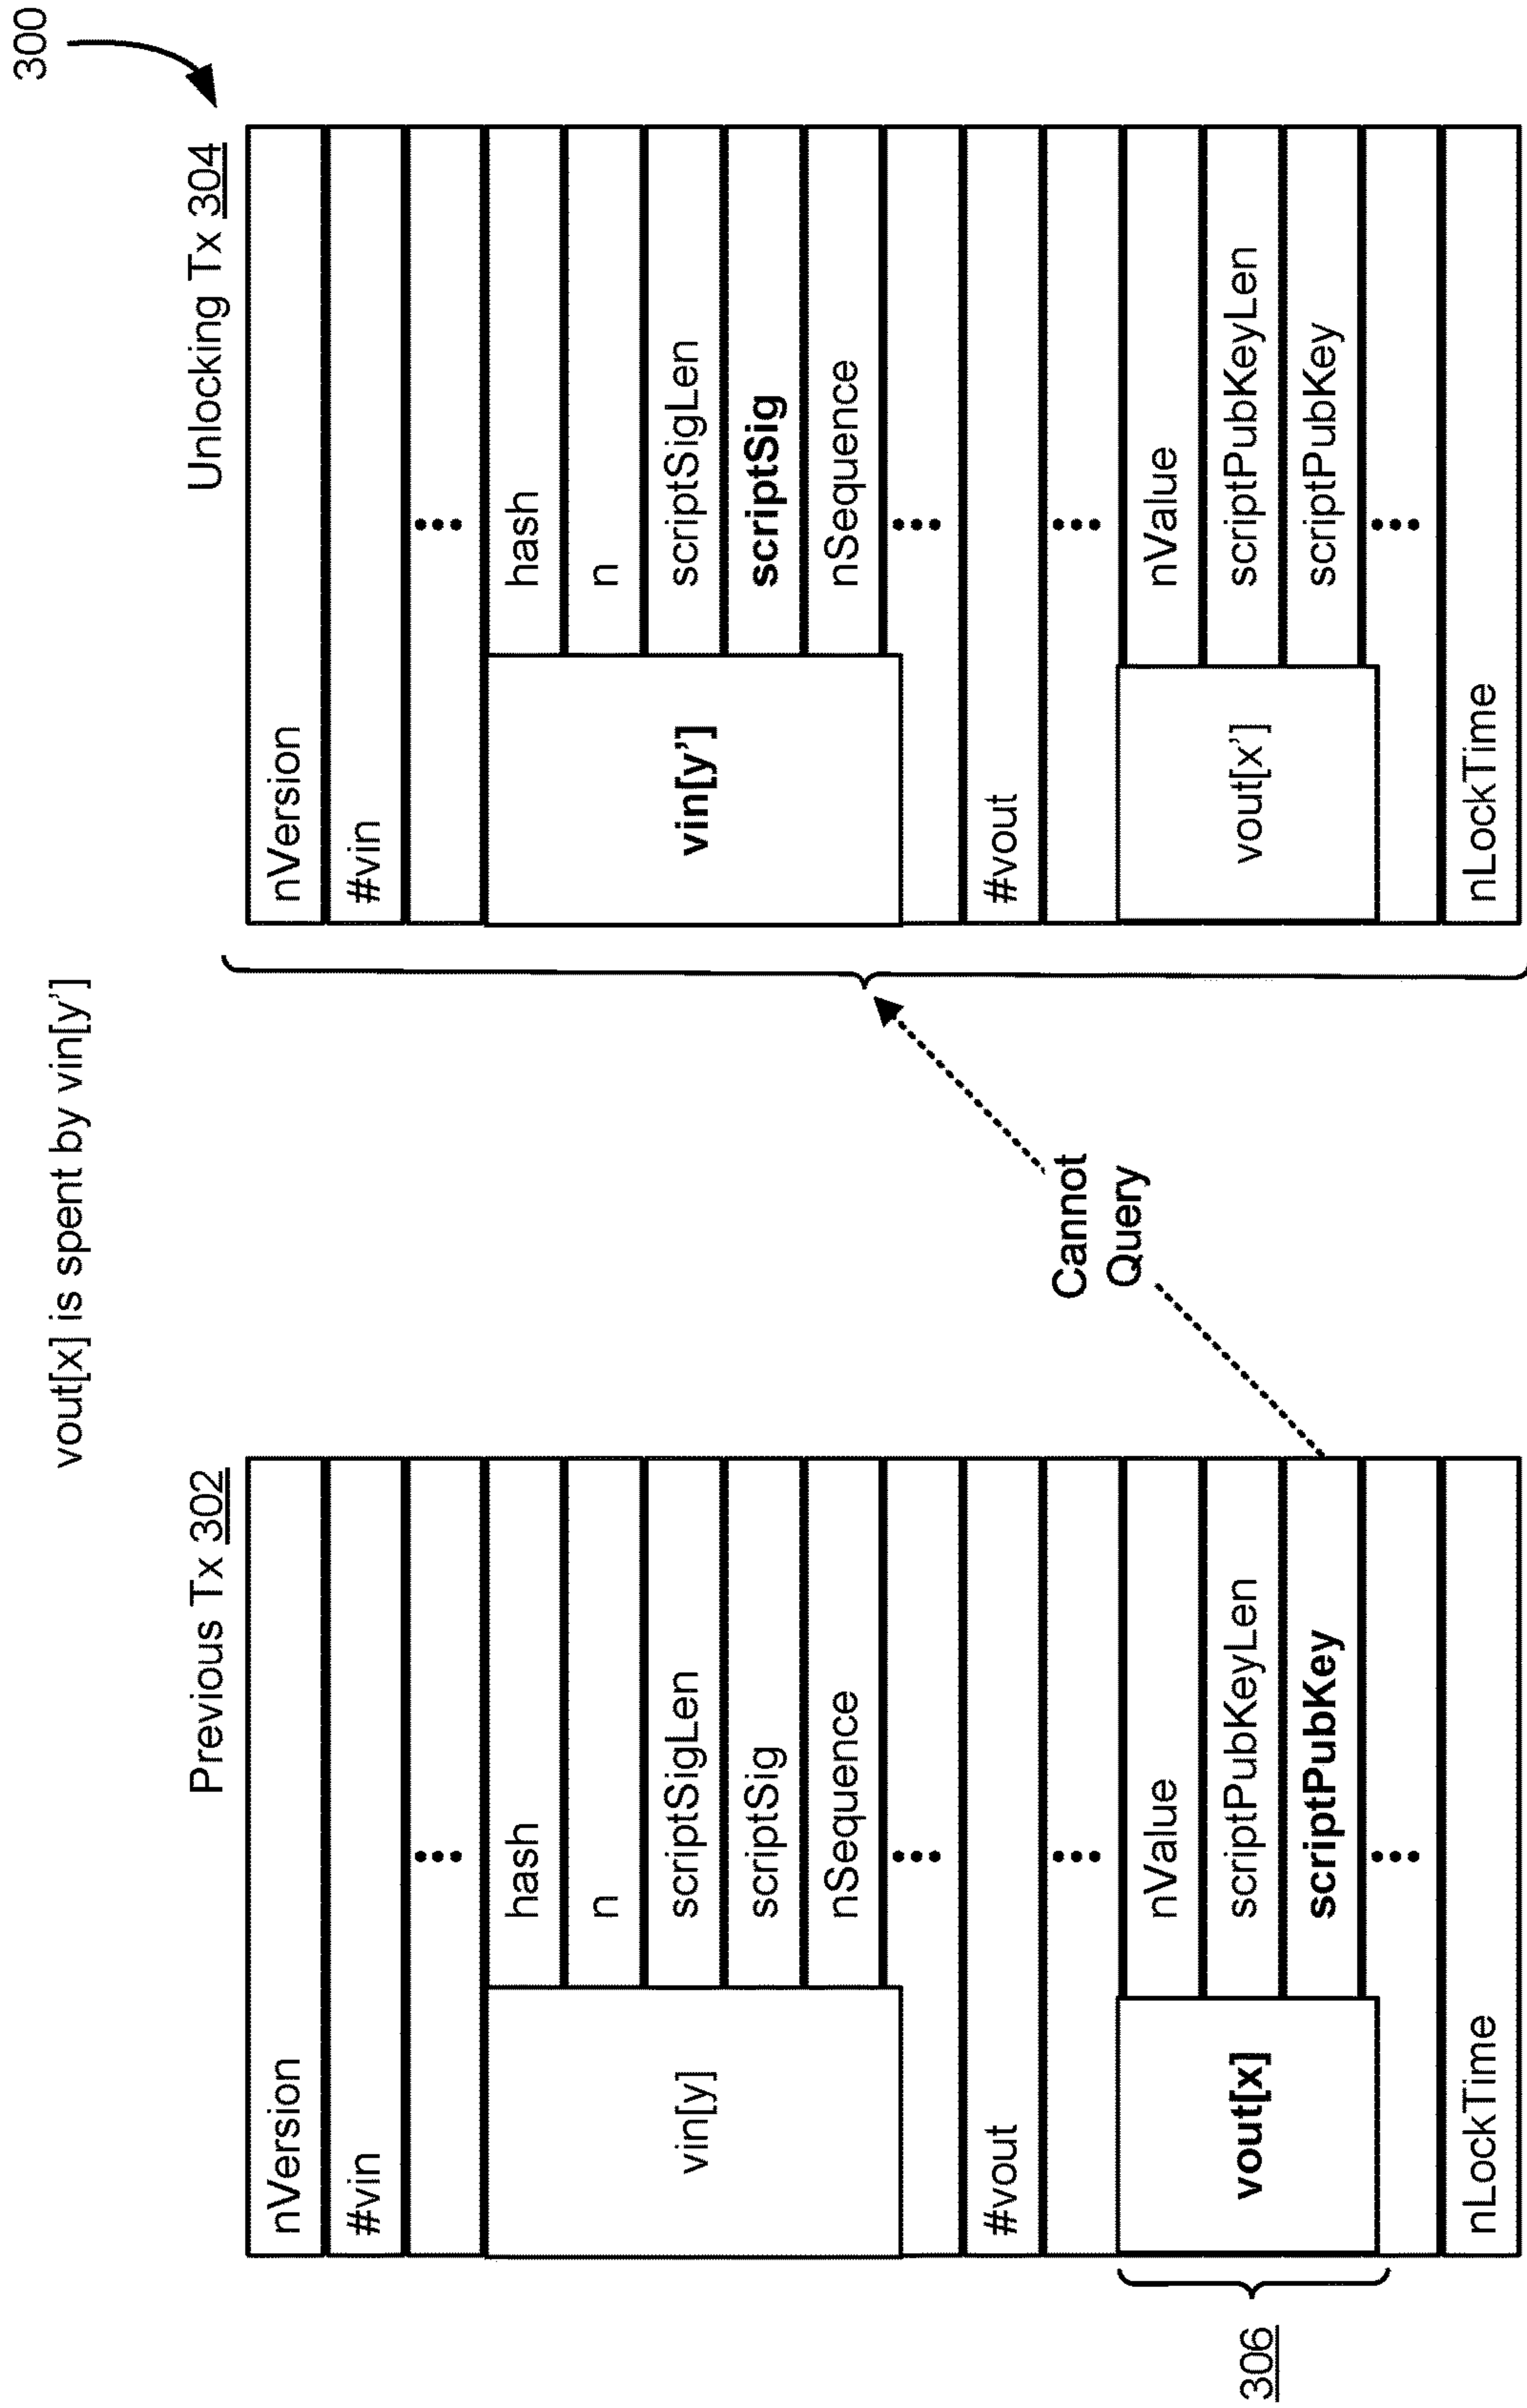 300
vout[x] is spent by vin[y’]
Previous Tx 302
nVersion
#vin
•••
vin[y]
hash
n
scriptSigLen
scriptSig
nSequence
•••
#vout
•••
306
vout[x]
nValue
scriptPubKeyLen
scriptPubKey
•••
nLockTime
Cannot
Query
Unlocking Tx 304
nVersion
#vin
•••
vin[y’]
hash
n
scriptSigLen
scriptSig
nSequence
•••
#vout
•••
vout[x’]
nValue
scriptPubKeyLen
scriptPubKey
•••
nLockTime